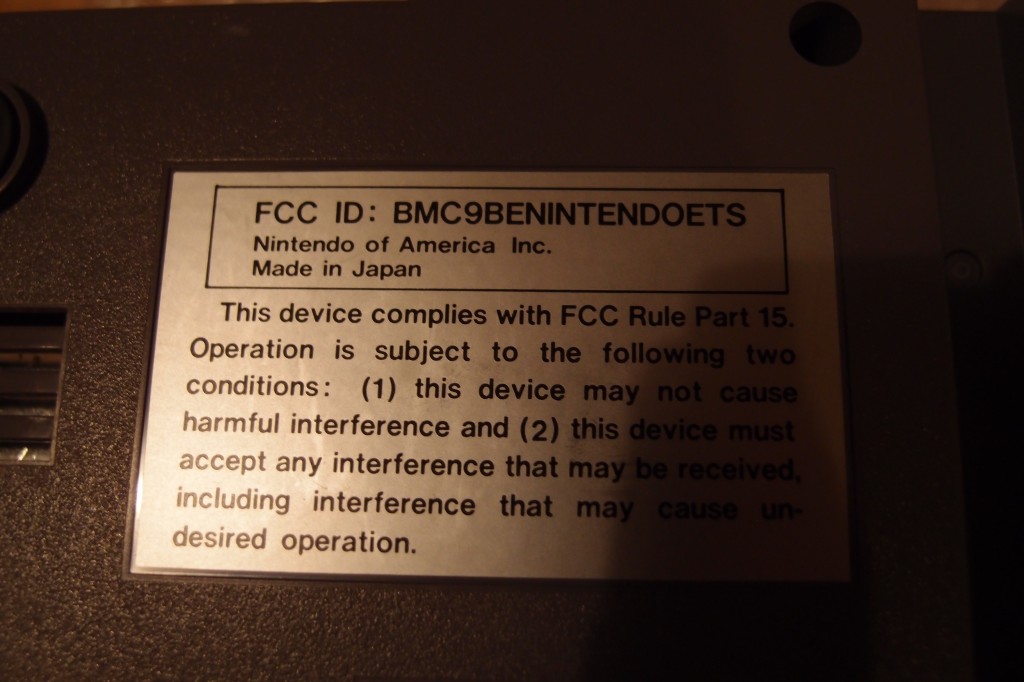 FCC ID: BMC9BENINTENDOETS
Nintendo of America Inc.
Made in Japan
This device complies with FCC Rule Part 15.
Operation is subject to the following two
conditions: (1) this device may not cause
harmful interference and (2) this device must
accept any interference that may be received,
including interference that may cause un-
desired operation.